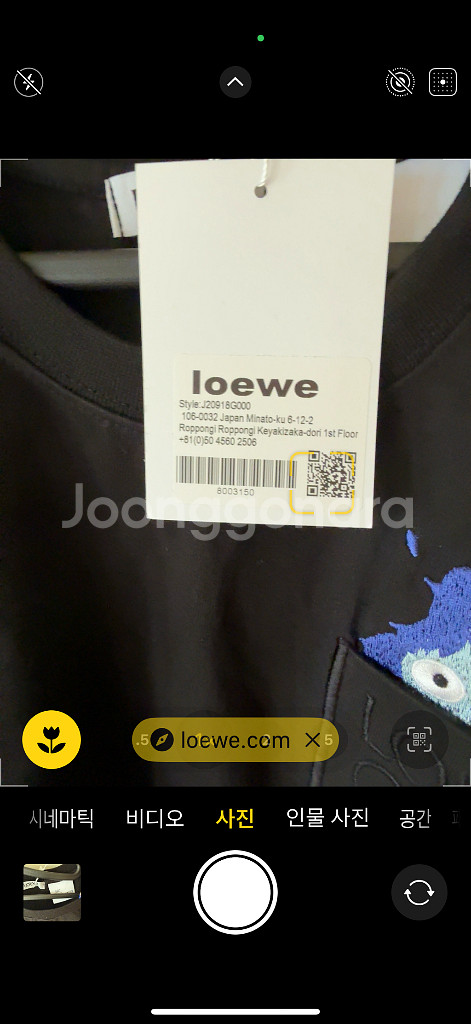 loewe
Style:J20918G000
106-0032 Japan Minato-ku 6-12-2
Roppongi Roppongi Keyakizaka-dori 1st Floor
+81(0)50 4560 2506
8003150
Joonggonara
.5
loewe.com
5
시네마틱 비디오 사진 인물 사진 공간